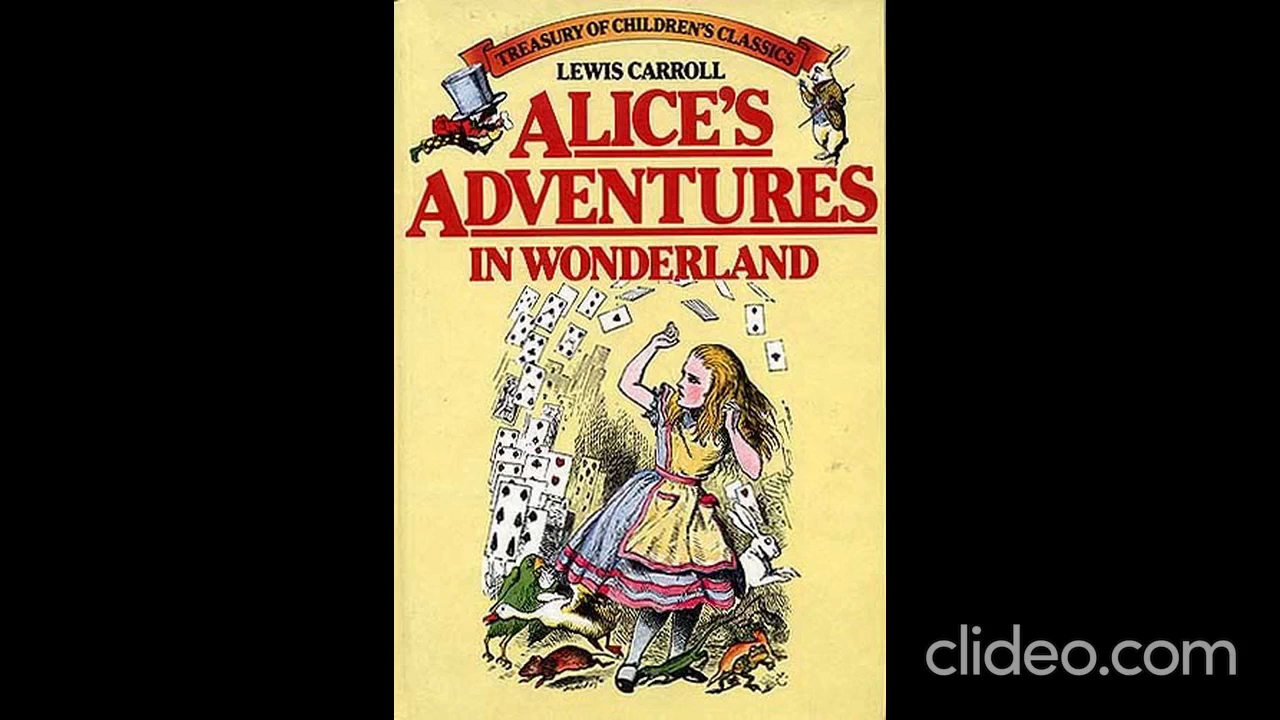 TREASURY OF CHILDREN'S CLASSICS
LEWIS CARROLL
ALICE'S
ADVENTURES
IN WONDERLAND
clideo.com